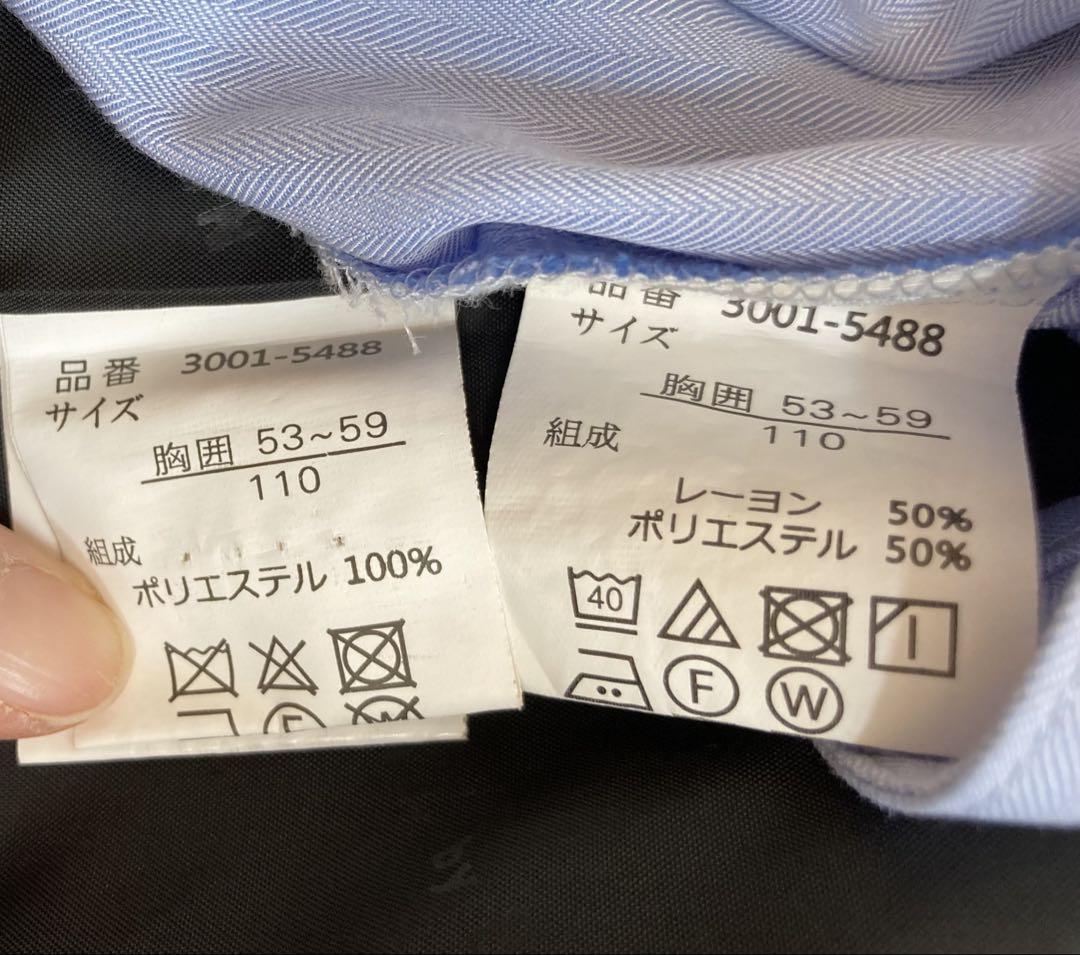 品番 3001-5488
サイズ
胸囲 53~59
110
組成
ポリエステル 100%
品番 3001-5488
サイズ
胸囲 53~59
110
組成
レーヨン 50%
ポリエステル 50%
40
F
W